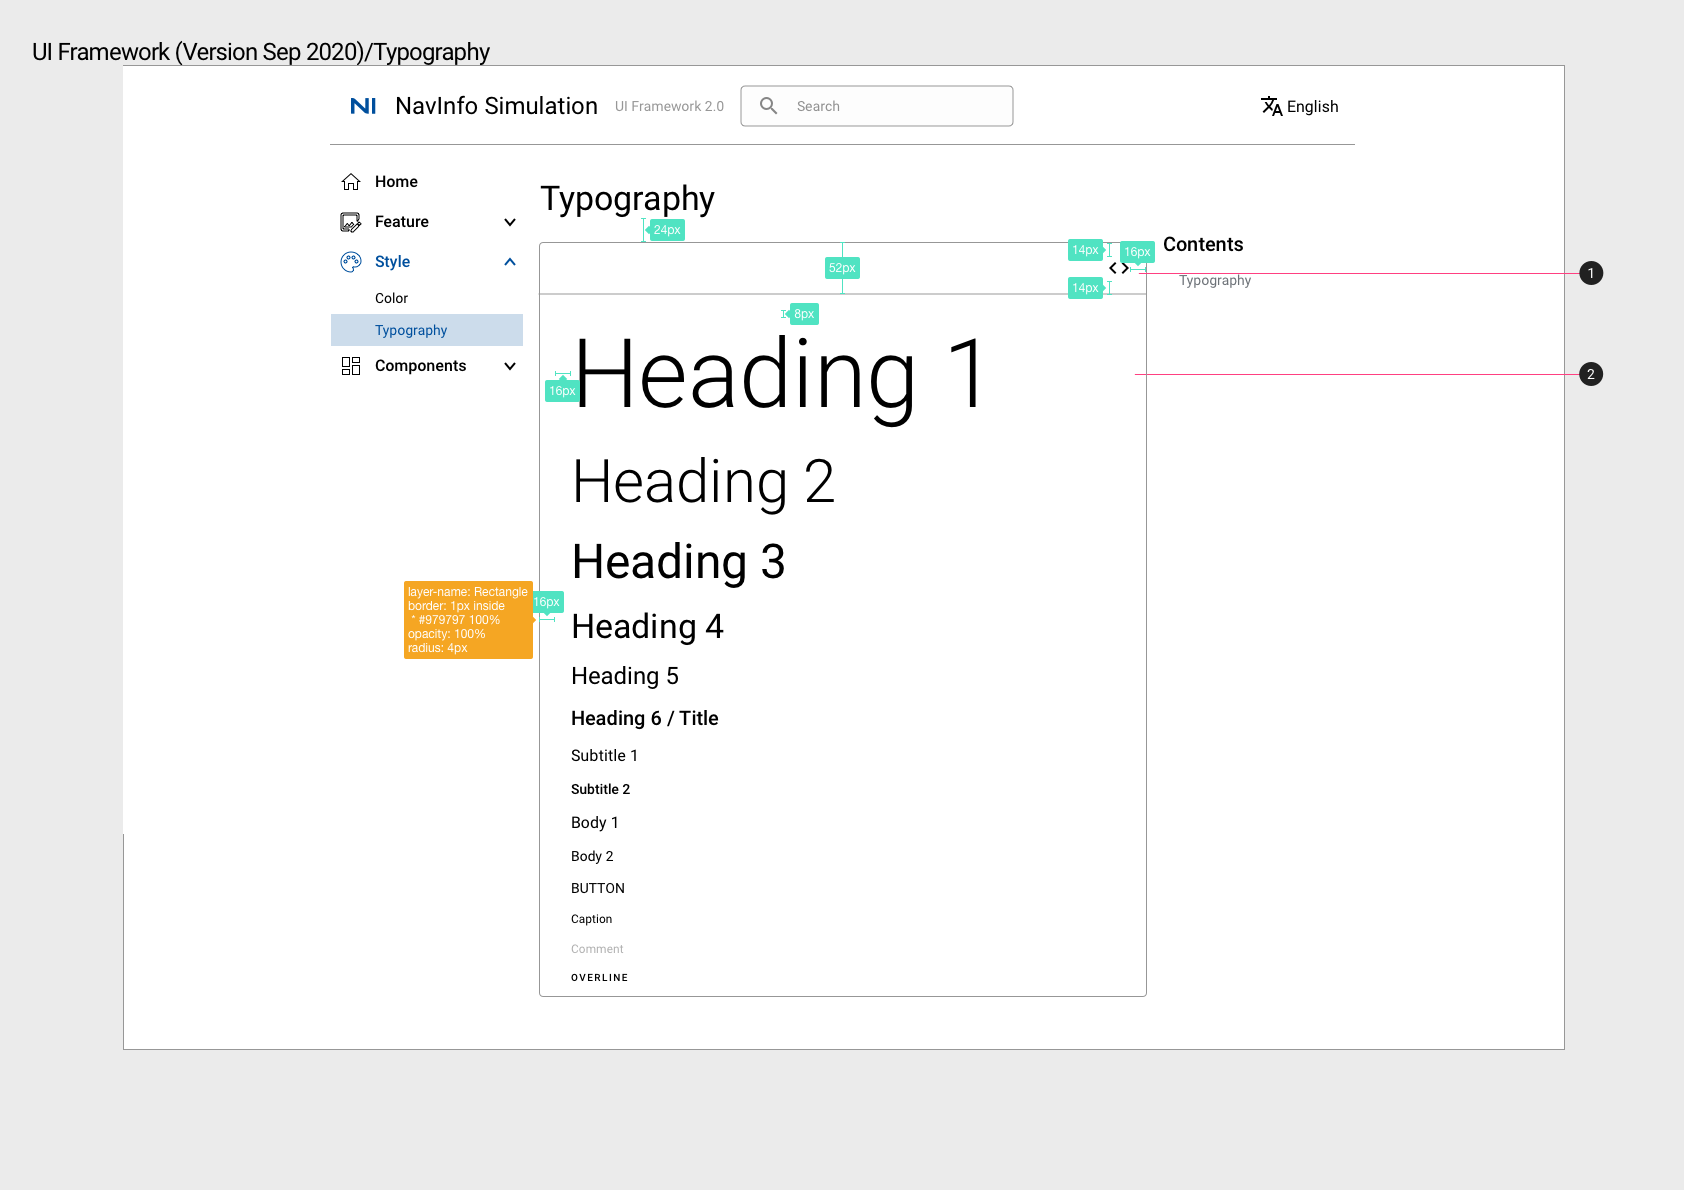 UI Framework (Version Sep 2020)/Typography
NI NavInfo Simulation UI Framework 2.0 Search English
Home
Feature
Style
Color
Typography
Components
Typography
24px
52px
14px
16px
14px
8px
Contents
Typography
1
2
Heading 1
16px
Heading 2
Heading 3
layer-name: Rectangle
border: 1px inside
* #979797 100%
opacity: 100%
radius: 4px
16px
Heading 4
Heading 5
Heading 6 / Title
Subtitle 1
Subtitle 2
Body 1
Body 2
BUTTON
Caption
Comment
OVERLINE